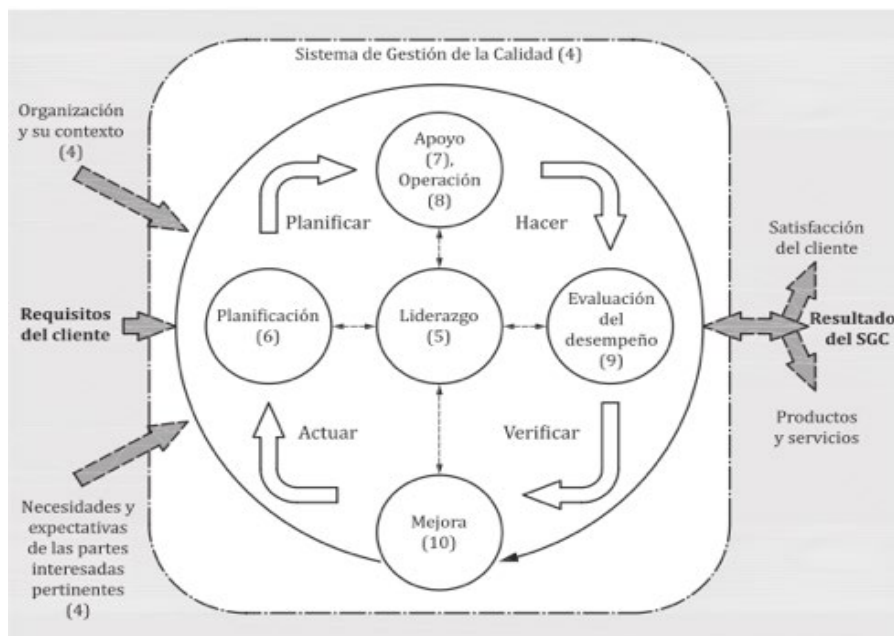 Sistema de Gestión de la Calidad (4)
Organización
y su contexto
(4)
Apoyo
(7),
Operación
(8)
Planificar
Hacer
Satisfacción
del cliente
Requisitos
del cliente
Planificación
(6)
Liderazgo
(5)
Evaluación
del
desempeño
(9)
Resultado
del SGC
Actuar
Verificar
Productos
y servicios
Necesidades y
expectativas
de las partes
interesadas
pertinentes
(4)
Mejora
(10)